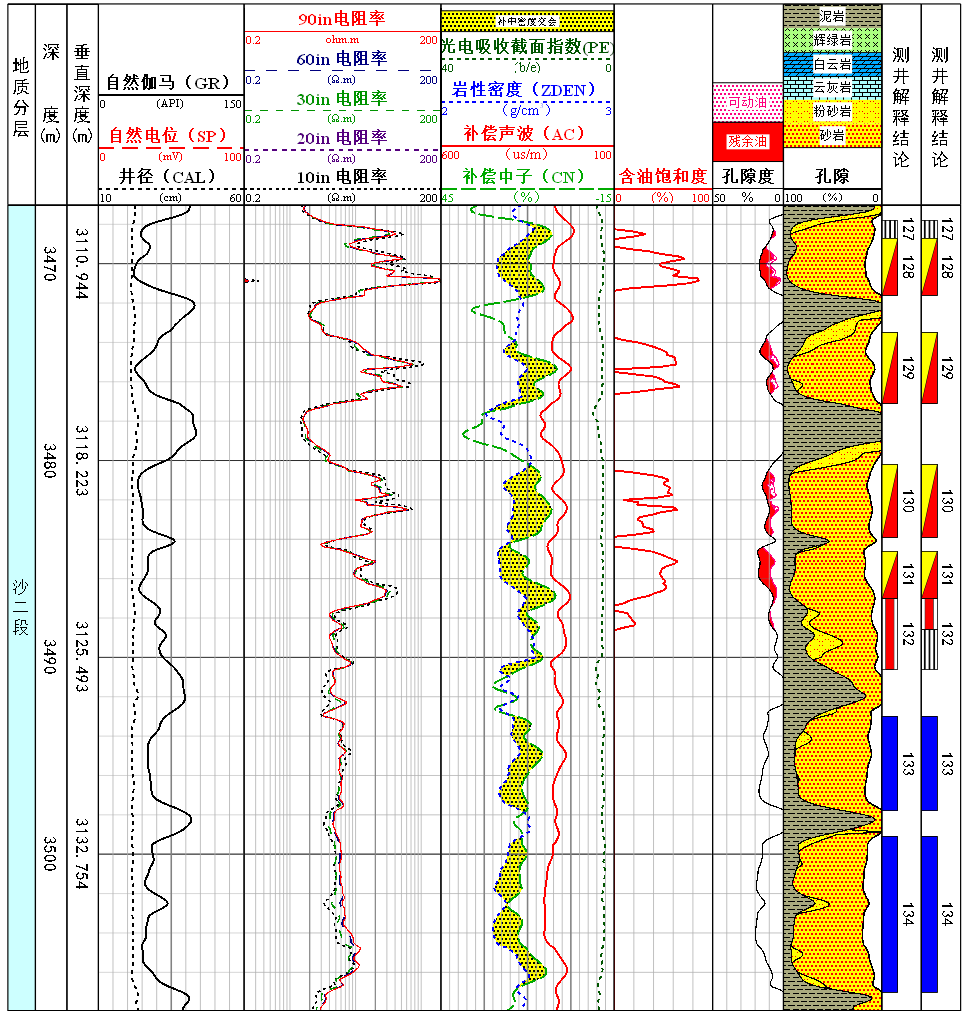 地质分层
深 度(m)
垂直深度(m)
自然伽马（GR）
0 (API) 150
自然电位（SP）
0 (mV) 100
井径（CAL）
10 (cm) 60
90in电阻率
0.2 ohm.m 200
60in 电阻率
0.2 (Ω.m) 200
30in 电阻率
0.2 (Ω.m) 200
20in 电阻率
0.2 (Ω.m) 200
10in 电阻率
0.2 (Ω.m) 200
补中密度交会
光电吸收截面指数(PE)
40 (b/e) 0
岩性密度（ZDEN）
2 (g/cm³) 3
补偿声波（AC）
600 (us/m) 100
补偿中子（CN）
45 (%) -15
含油饱和度
0 (%) 100
可动油
残余油
孔隙度
50 % 0
泥岩
辉绿岩
白云岩
云灰岩
粉砂岩
砂岩
孔隙
100 (%) 0
测井解释结论
测井解释结论
沙二段
3470
3480
3490
3500
3110.944
3118.223
3125.493
3132.754
127
128
129
130
131
132
133
134
127
128
129
130
131
132
133
134